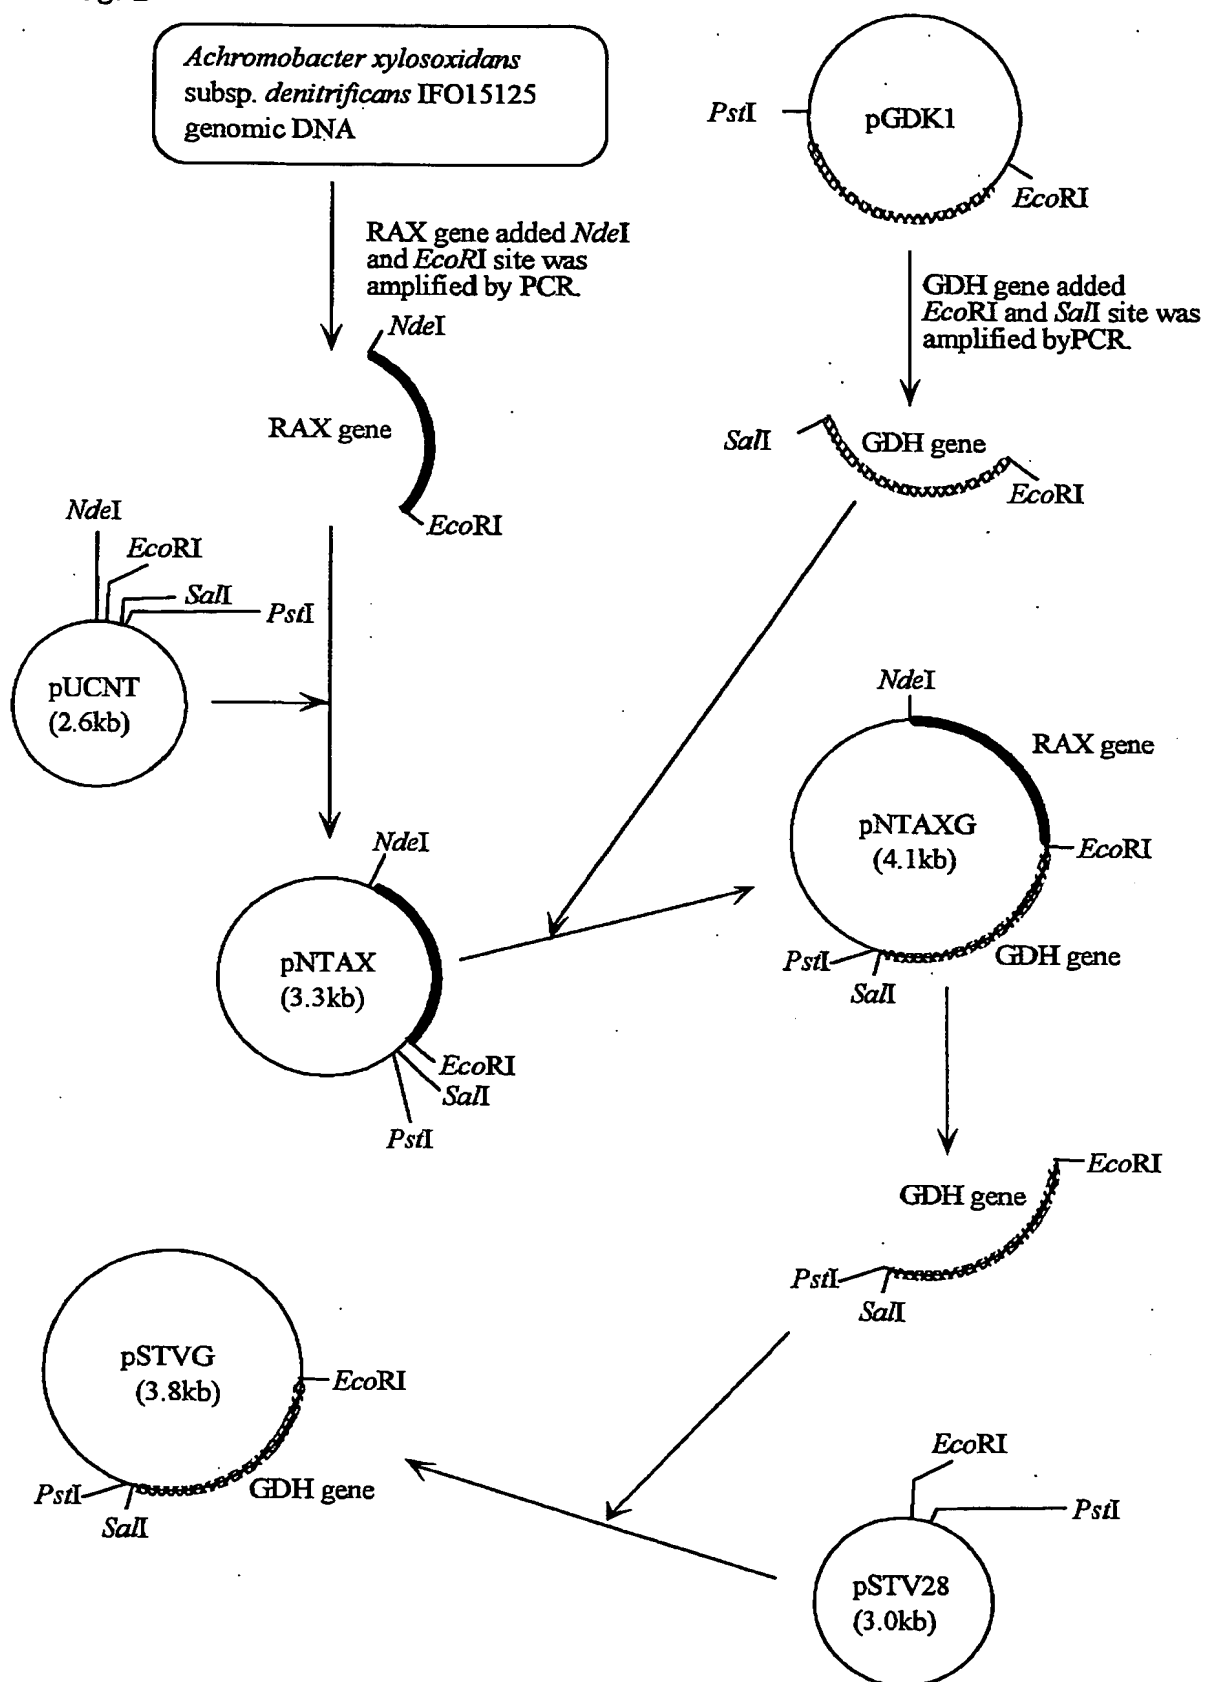 Achromobacter xylosoxidans
subsp. denitrificans IFO15125
genomic DNA
PstI
pGDK1
EcoRI
RAX gene added NdeI
and EcoRI site was
amplified by PCR.
GDH gene added
EcoRI and SalI site was
amplified byPCR.
NdeI
RAX gene
EcoRI
SalI
GDH gene
EcoRI
NdeI
EcoRI
SalI
PstI
pUCNT
(2.6kb)
NdeI
RAX gene
pNTAXG
(4.1kb)
EcoRI
PstI
SalI
GDH gene
NdeI
pNTAX
(3.3kb)
EcoRI
SalI
PstI
EcoRI
GDH gene
PstI
SalI
pSTVG
(3.8kb)
EcoRI
PstI
SalI
GDH gene
EcoRI
PstI
pSTV28
(3.0kb)